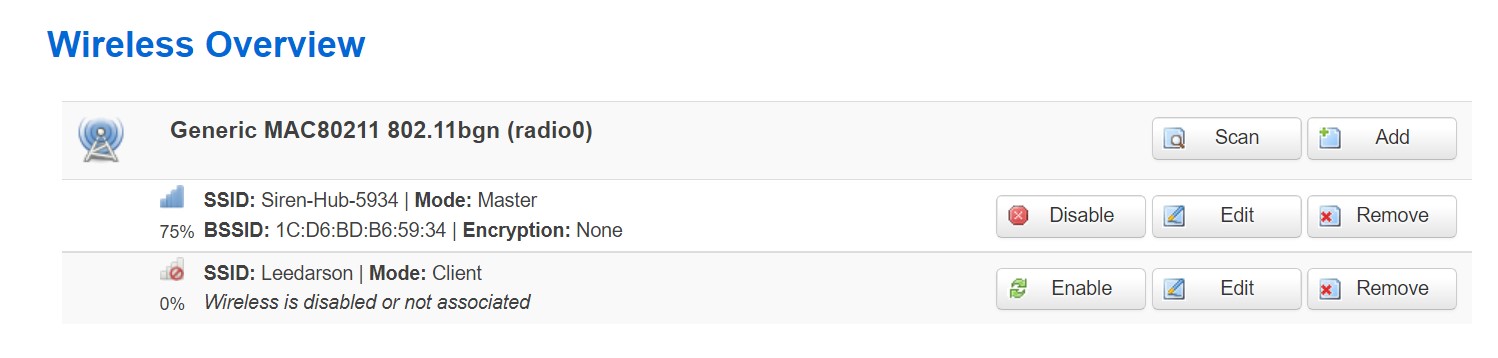 Wireless Overview
Generic MAC80211 802.11bgn (radio0)
Scan
Add
SSID: Siren-Hub-5934 | Mode: Master
75% BSSID: 1C:D6:BD:B6:59:34 | Encryption: None
Disable
Edit
Remove
SSID: Leedarson | Mode: Client
0% Wireless is disabled or not associated
Enable
Edit
Remove